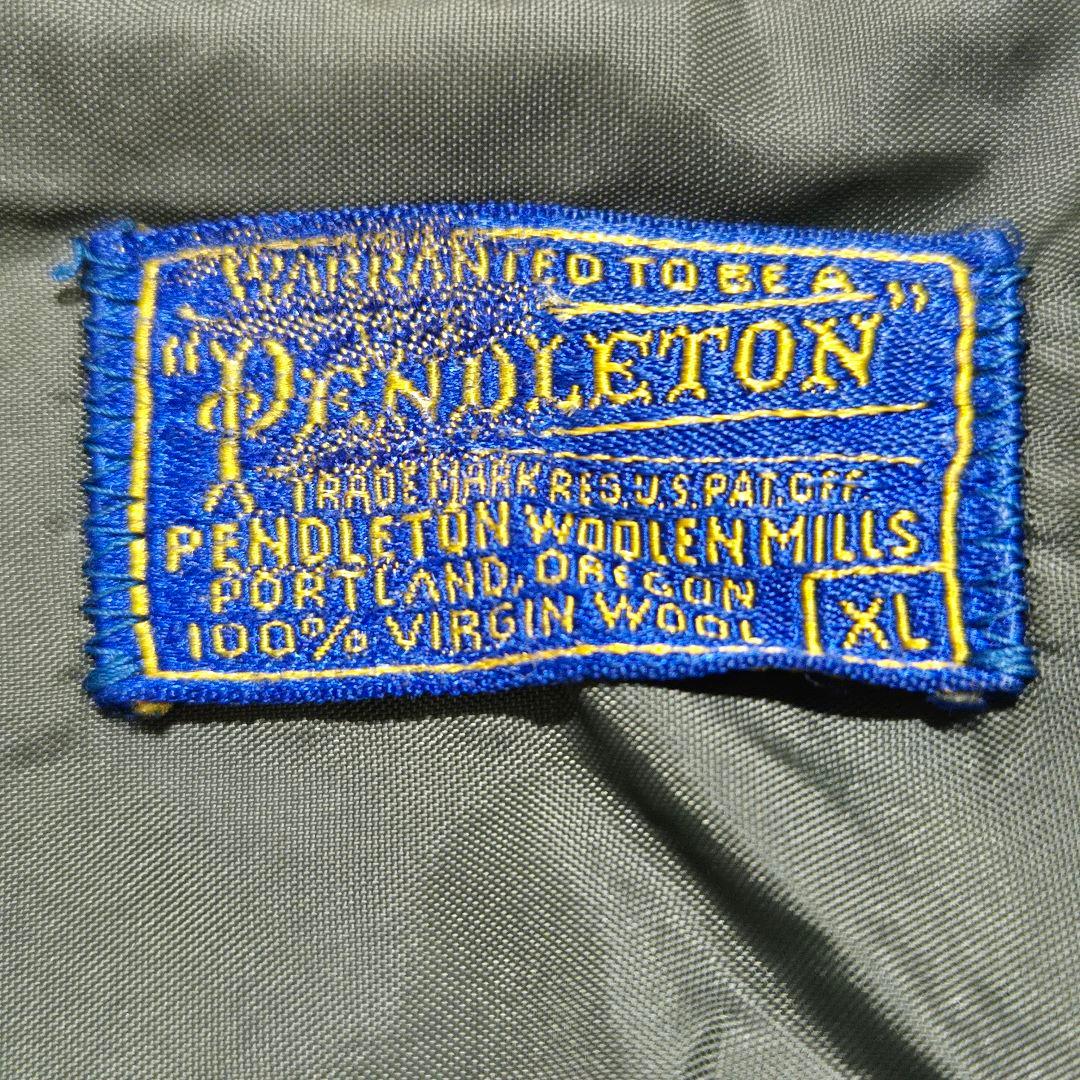 WARRANTED TO BE A
"PENDLETON"
TRADE MARK REG. U.S. PAT. OFF.
PENDLETON WOOLEN MILLS
PORTLAND, OREGON
100% VIRGIN WOOL XL